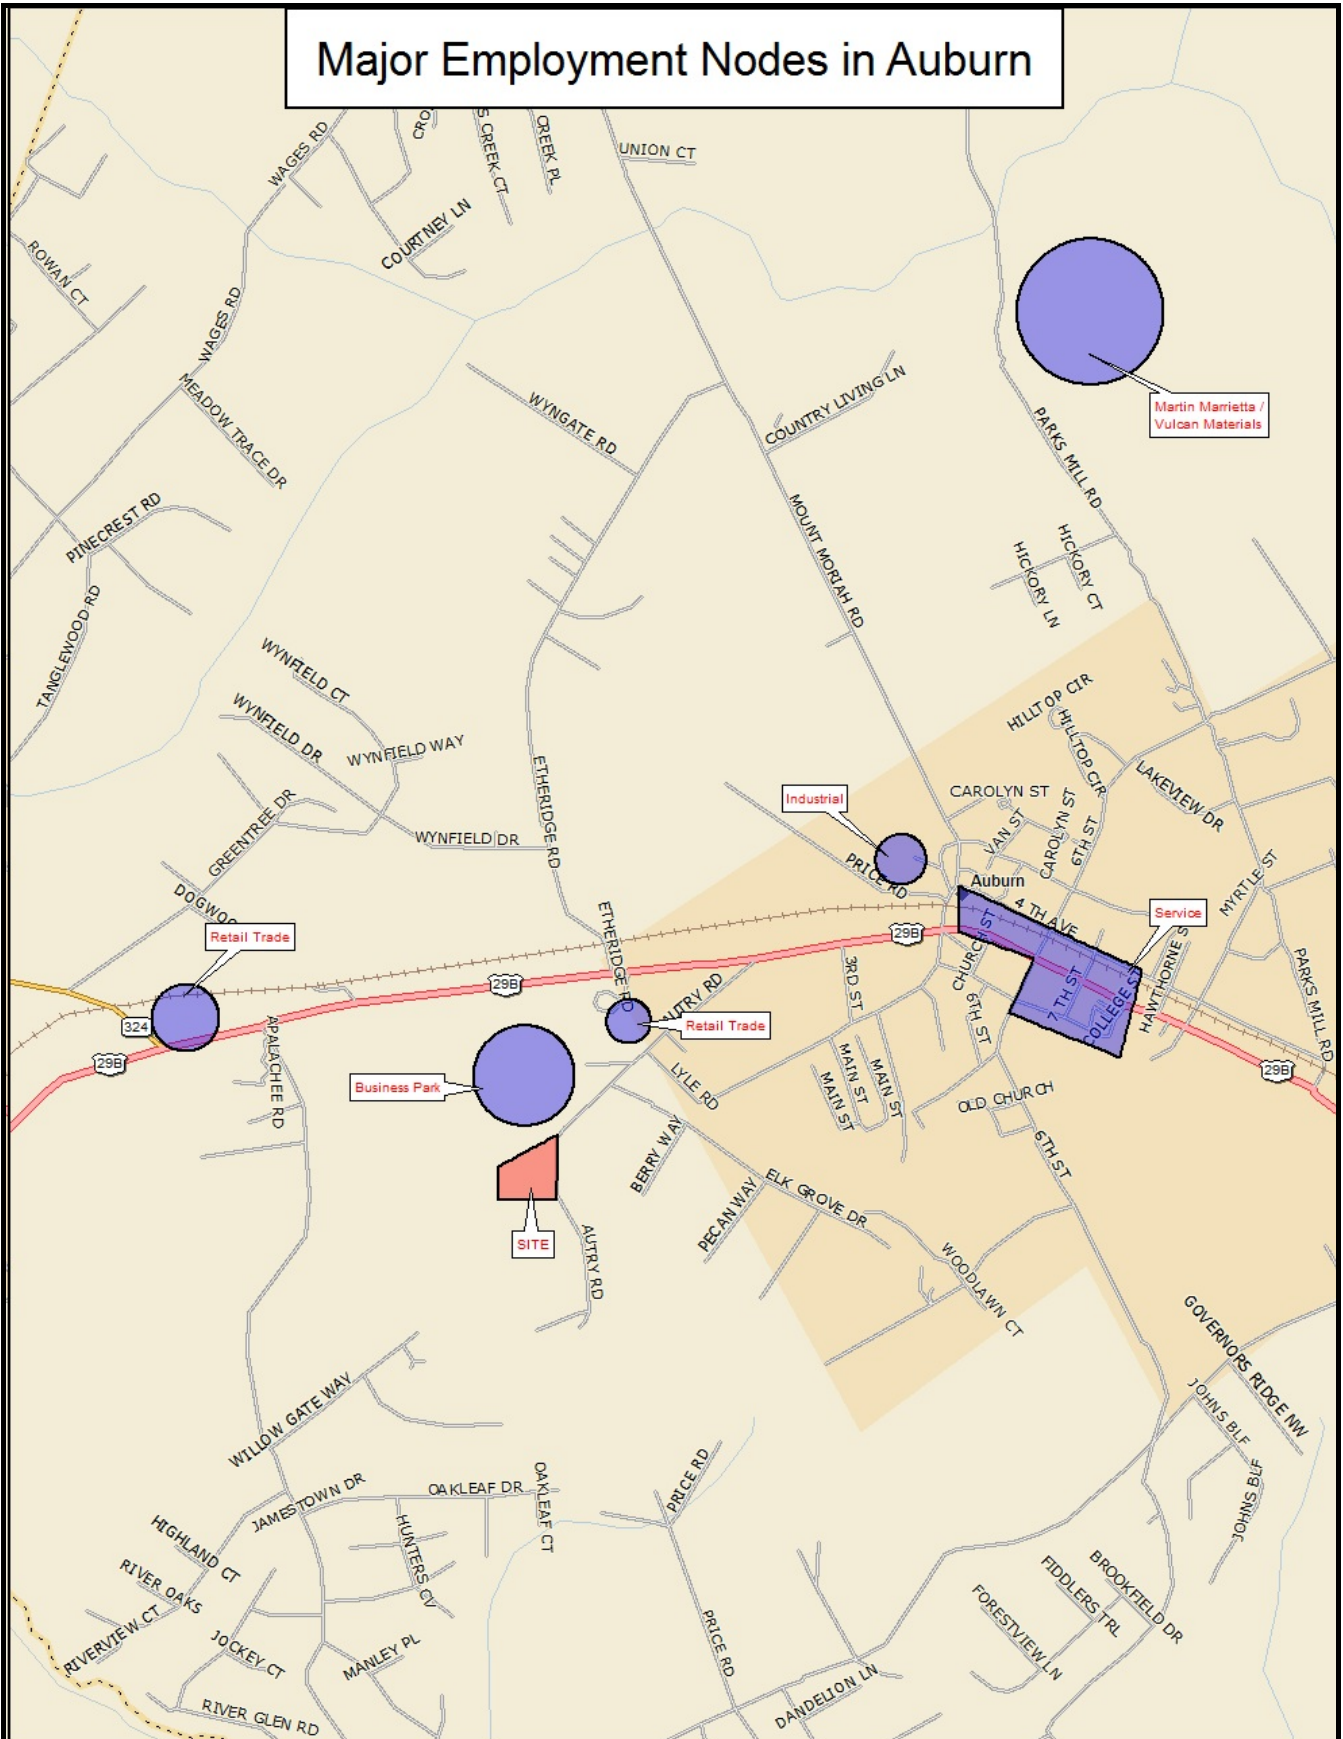 Major Employment Nodes in Auburn
WAGES RD
CREEK PL
UNION CT
COURTNEY LN
ROWAN CT
WAGES RD
MEADOW TRACE DR
WYNGATE RD
COUNTRY LIVING LN
Martin Marrietta /
Vulcan Materials
PARKS MILL RD
PINECREST RD
MOUNT MORIAH RD
HICKORY LN
HICKORY CT
TANGLEWOOD RD
WYNFIELD CT
WYNFIELD DR
WYNFIELD WAY
HILLTOP CIR
HILLTOP CIR
ETHERIDGE RD
LAKEVIEW DR
Industrial
CAROLYN ST
GREENTREE DR
WYNFIELD DR
VAN ST
CAROLYN ST
6TH ST
PRICE RD
Auburn
MYRTLE ST
4 TH AVE
Service
Retail Trade
ETHERIDGE RD
29B
CHURCH ST
HAWTHORNE S
PARKS MILL RD
3RD ST
29B
AUTRY RD
6TH ST
7 TH ST
COLLEGE ST
324
Retail Trade
29B
APALACHEE RD
Business Park
LYLE RD
MAIN ST
MAIN ST
MAIN ST
29B
OLD CHURCH
BERRY WAY
6TH ST
PECAN WAY
ELK GROVE DR
SITE
AUTRY RD
WOODLAWN CT
GOVERNORS RIDGE NW
WILLOW GATE WAY
JOHNS BLF
JAMESTOWN DR
OAKLEAF DR
OAKLEAF CT
PRICE RD
JOHNS BLF
HIGHLAND CT
HUNTERS CV
RIVER OAKS
RIVERVIEW CT
JOCKEY CT
MANLEY PL
PRICE RD
FORESTVIEW LN
FIDDLERS TRL
BROOKFIELD DR
DANDELION LN
RIVER GLEN RD